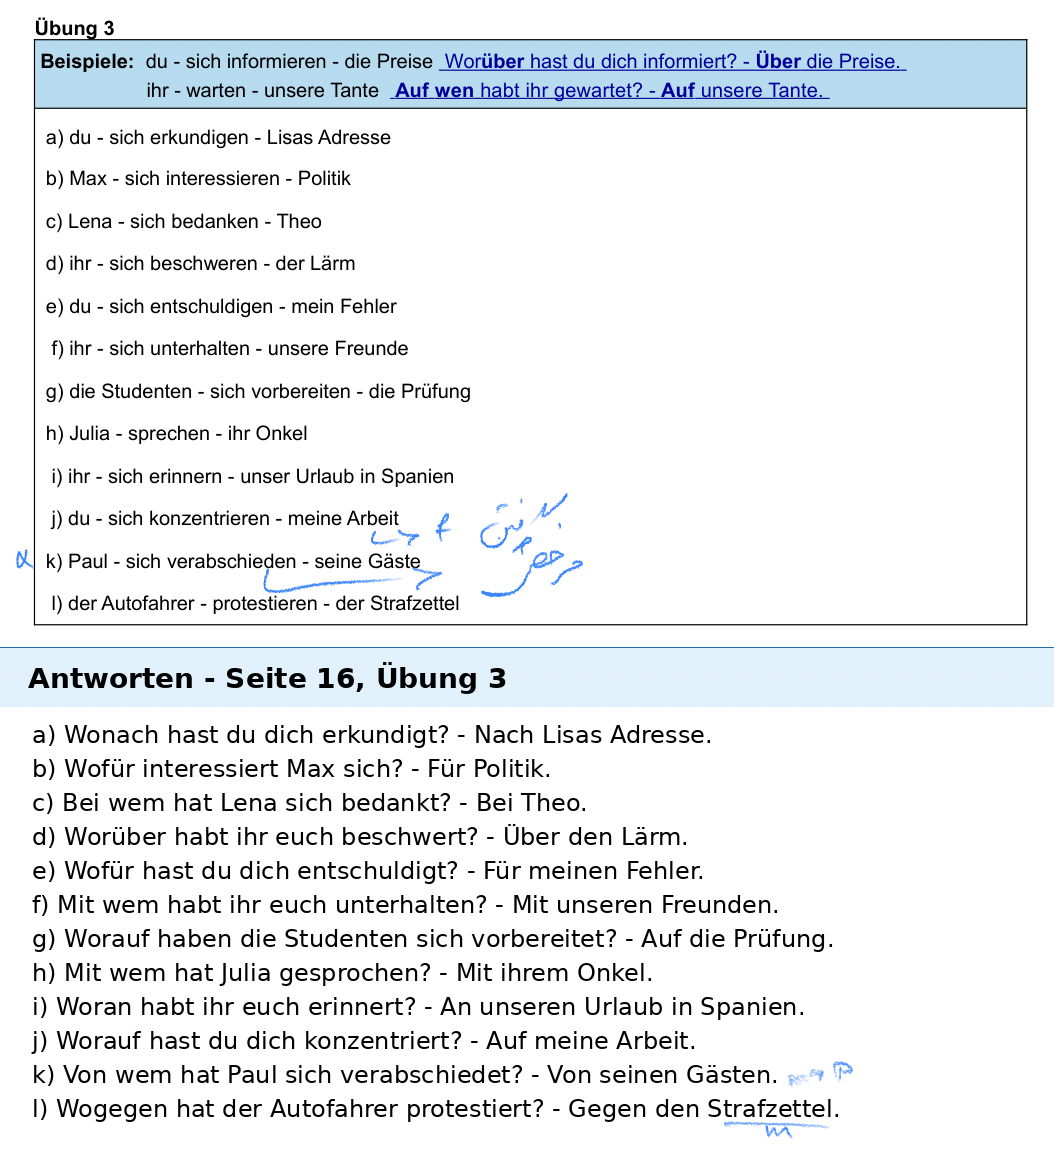 Übung 3
Beispiele: du - sich informieren - die Preise Worüber hast du dich informiert? - Über die Preise.
ihr - warten - unsere Tante Auf wen habt ihr gewartet? - Auf unsere Tante.
a) du - sich erkundigen - Lisas Adresse
b) Max - sich interessieren - Politik
c) Lena - sich bedanken - Theo
d) ihr - sich beschweren - der Lärm
e) du - sich entschuldigen - mein Fehler
f) ihr - sich unterhalten - unsere Freunde
g) die Studenten - sich vorbereiten - die Prüfung
h) Julia - sprechen - ihr Onkel
i) ihr - sich erinnern - unser Urlaub in Spanien
j) du - sich konzentrieren - meine Arbeit
k) Paul - sich verabschieden - seine Gäste
l) der Autofahrer - protestieren - der Strafzettel
Antworten - Seite 16, Übung 3
a) Wonach hast du dich erkundigt? - Nach Lisas Adresse.
b) Wofür interessiert Max sich? - Für Politik.
c) Bei wem hat Lena sich bedankt? - Bei Theo.
d) Worüber habt ihr euch beschwert? - Über den Lärm.
e) Wofür hast du dich entschuldigt? - Für meinen Fehler.
f) Mit wem habt ihr euch unterhalten? - Mit unseren Freunden.
g) Worauf haben die Studenten sich vorbereitet? - Auf die Prüfung.
h) Mit wem hat Julia gesprochen? - Mit ihrem Onkel.
i) Woran habt ihr euch erinnert? - An unseren Urlaub in Spanien.
j) Worauf hast du dich konzentriert? - Auf meine Arbeit.
k) Von wem hat Paul sich verabschiedet? - Von seinen Gästen.
l) Wogegen hat der Autofahrer protestiert? - Gegen den Strafzettel.
m